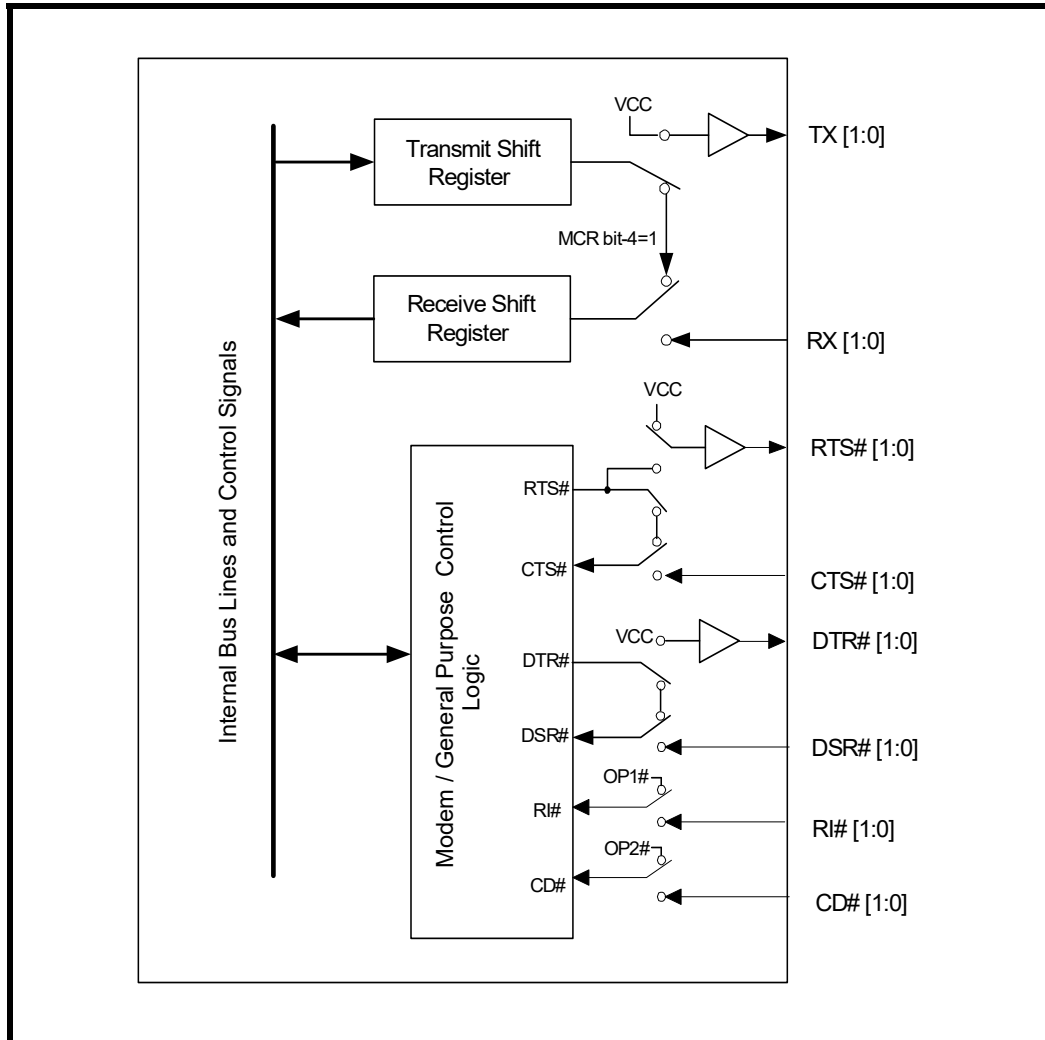 VCC
TX [1:0]
Transmit Shift
Register
MCR bit-4=1
Receive Shift
Register
RX [1:0]
Internal Bus Lines and Control Signals
VCC
RTS# [1:0]
RTS#
CTS#
CTS# [1:0]
Modem / General Purpose Control
Logic
VCC
DTR# [1:0]
DTR#
DSR#
DSR# [1:0]
OP1#
RI#
RI# [1:0]
OP2#
CD#
CD# [1:0]